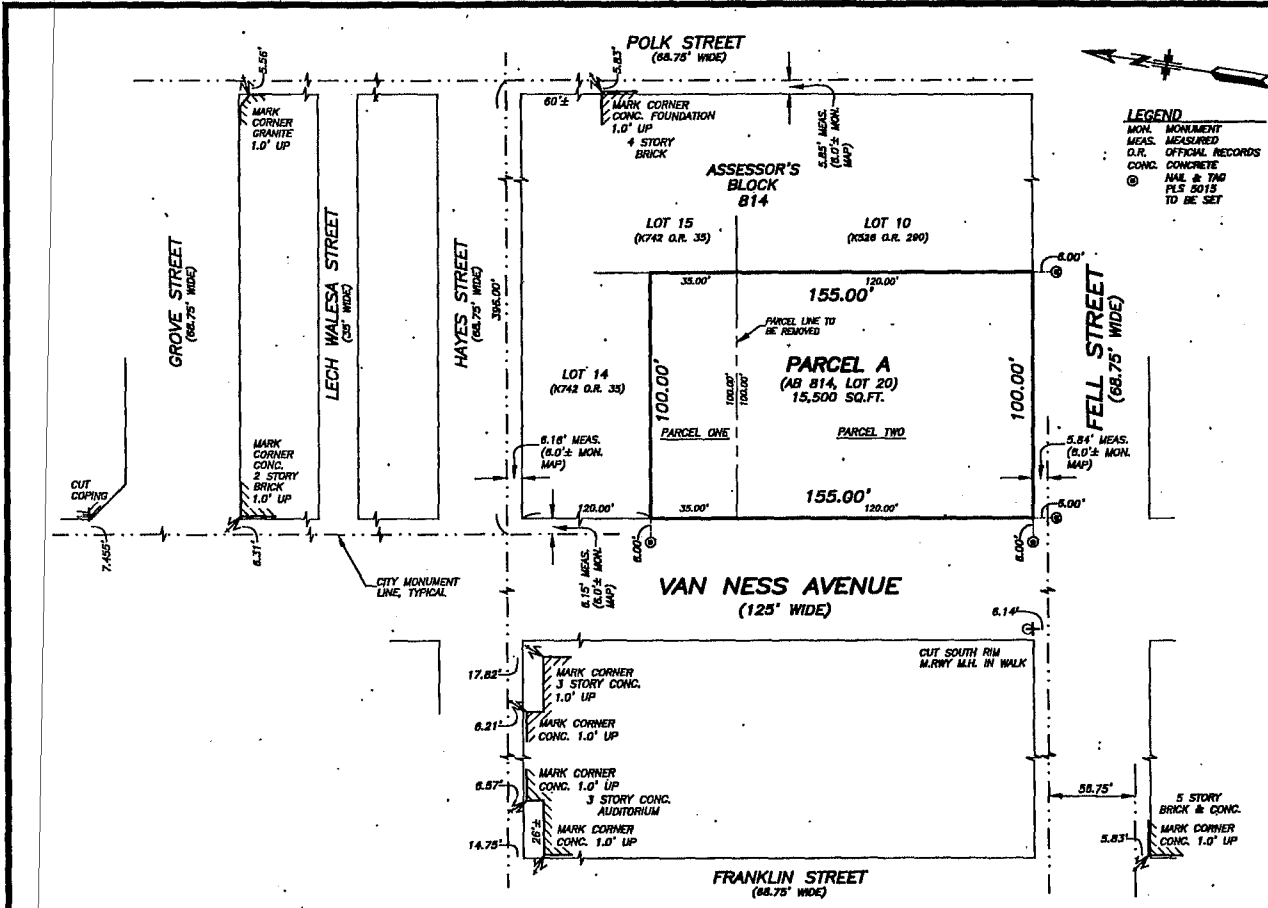 POLK STREET
(68.75' WIDE)
5.56'
5.83'
60'±
MARK
CORNER
GRANITE
1.0' UP
MARK CORNER
CONC. FOUNDATION
1.0' UP
4 STORY
BRICK
5.85' MEAS.
(6.0'± MON.
MAP)
N
LEGEND
MON. MONUMENT
MEAS. MEASURED
O.R. OFFICIAL RECORDS
CONC. CONCRETE
NAIL & TAG
PLS 5015
TO BE SET
ASSESSOR'S
BLOCK
814
LOT 15
(K742 O.R. 35)
LOT 10
(K526 O.R. 290)
GROVE STREET
(68.75' WIDE)
LECH WALESA STREET
(35' WIDE)
HAYES STREET
(68.75' WIDE)
395.00'
6.00'
35.00'
120.00'
155.00'
PARCEL LINE TO
BE REMOVED
FELL STREET
(68.75' WIDE)
LOT 14
(K742 O.R. 35)
100.00'
100.00'
100.00'
PARCEL A
(AB 814, LOT 20)
15,500 SQ.FT.
100.00'
PARCEL ONE
PARCEL TWO
MARK
CORNER
CONC.
2 STORY
BRICK
1.0' UP
CUT
COPING
6.16' MEAS.
(6.0'± MON.
MAP)
5.84' MEAS.
(6.0'± MON.
MAP)
155.00'
120.00'
35.00'
120.00'
6.00'
7.455'
6.31'
6.00'
6.00'
6.15' MEAS.
(6.0'± MON.
MAP)
CITY MONUMENT
LINE, TYPICAL
VAN NESS AVENUE
(125' WIDE)
6.14'
CUT SOUTH RIM
M.RWY M.H. IN WALK
17.82'
MARK CORNER
3 STORY CONC.
1.0' UP
6.21'
MARK CORNER
CONC. 1.0' UP
6.57'
MARK CORNER
CONC. 1.0' UP
3 STORY CONC.
AUDITORIUM
14.75'
26'±
MARK CORNER
CONC. 1.0' UP
56.75'
5 STORY
BRICK & CONC.
5.83'
MARK CORNER
CONC. 1.0' UP
FRANKLIN STREET
(68.75' WIDE)